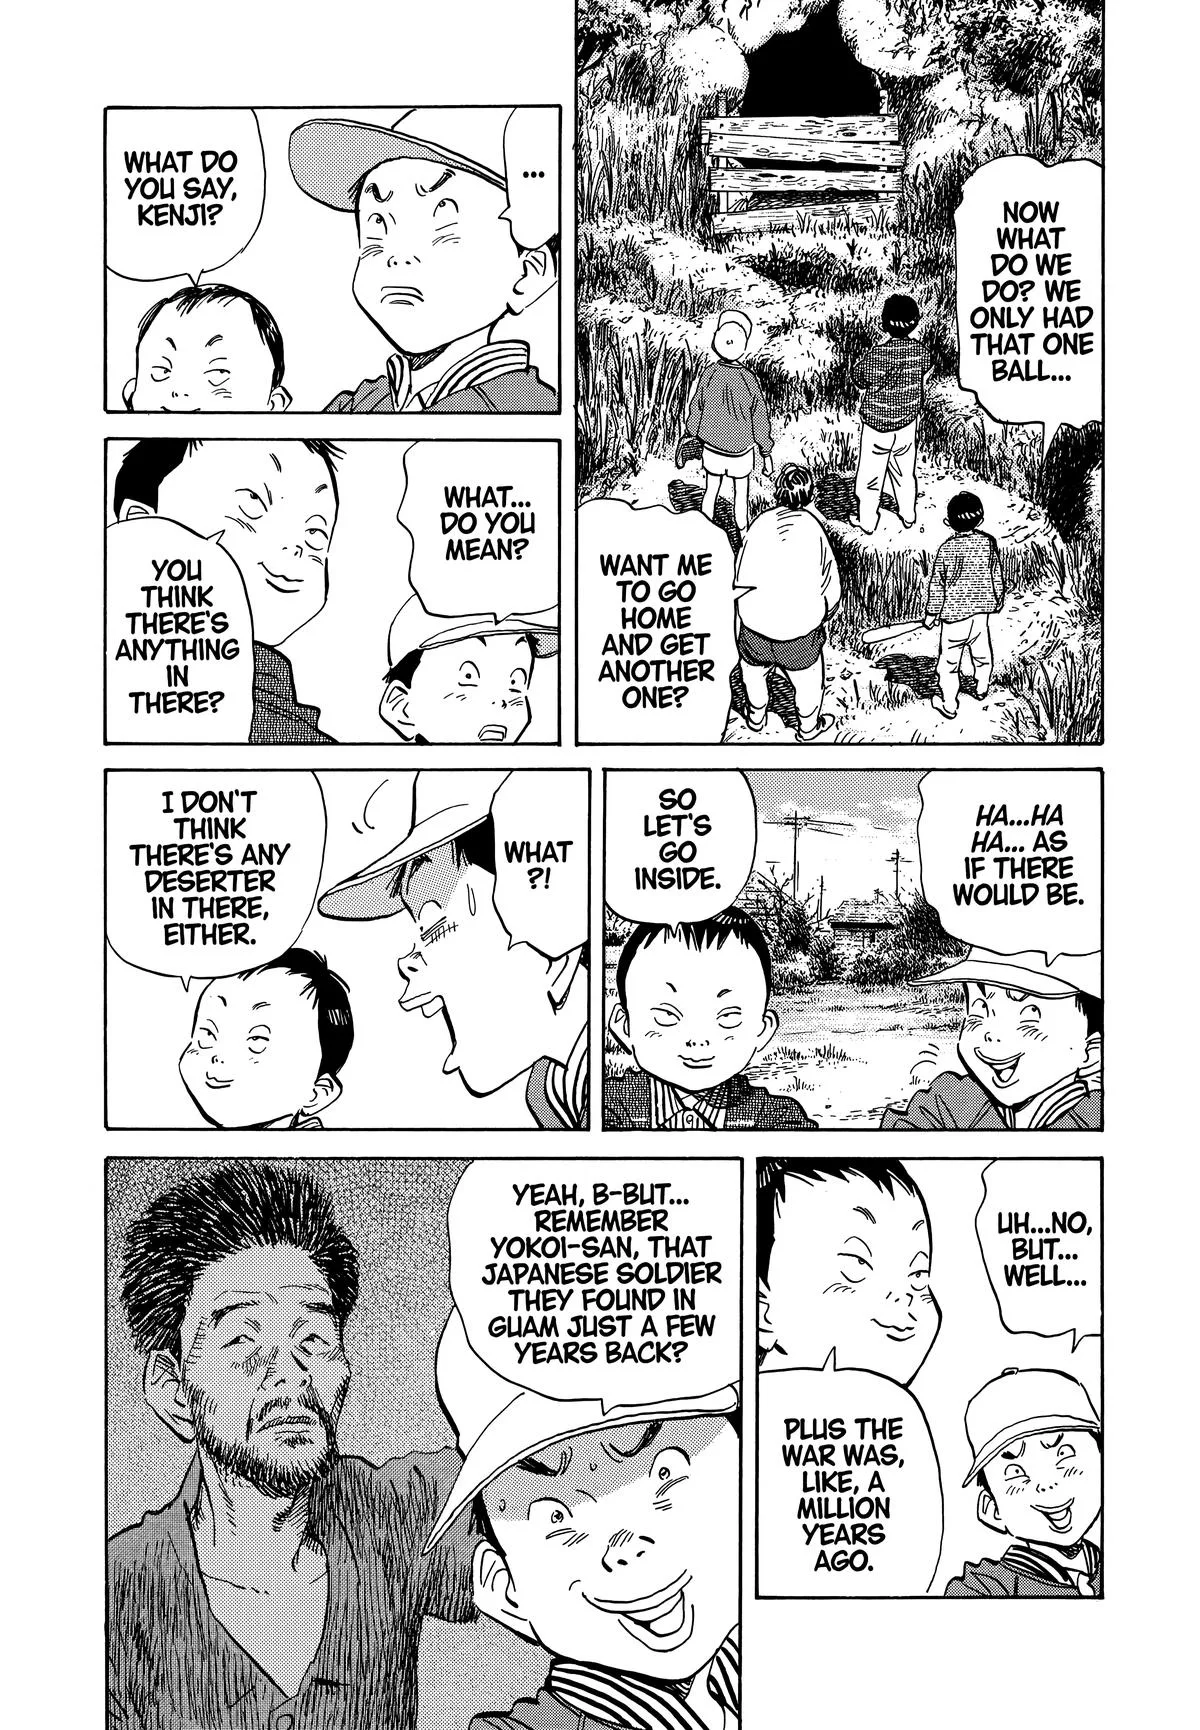 NOW
WHAT
DO WE
DO? WE
ONLY HAD
THAT ONE
BALL...
WANT ME
TO GO
HOME
AND GET
ANOTHER
ONE?
...
WHAT DO
YOU SAY,
KENJI?
WHAT...
DO YOU
MEAN?
YOU
THINK
THERE'S
ANYTHING
IN
THERE?
HA...HA
HA... AS
IF THERE
WOULD BE.
SO
LET'S
GO
INSIDE.
WHAT
?!
I DON'T
THINK
THERE'S ANY
DESERTER
IN THERE,
EITHER.
UH...NO,
BUT...
WELL...
PLUS THE
WAR WAS,
LIKE, A
MILLION
YEARS
AGO.
YEAH, B-BUT...
REMEMBER
YOKOI-SAN, THAT
JAPANESE SOLDIER
THEY FOUND IN
GUAM JUST A FEW
YEARS BACK?